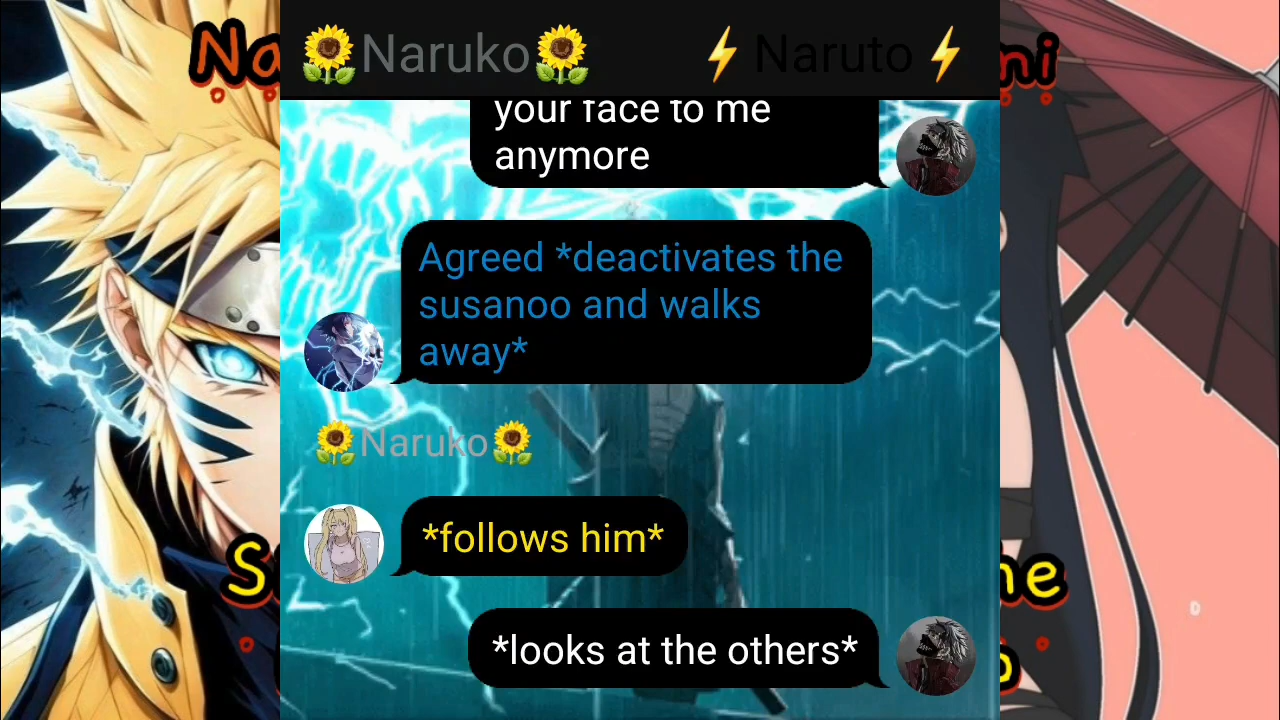 🌻Naruko🌻 ⚡ Naruto ⚡
your face to me
anymore
Agreed *deactivates the
susanoo and walks
away*
🌻Naruko🌻
*follows him*
*looks at the others*